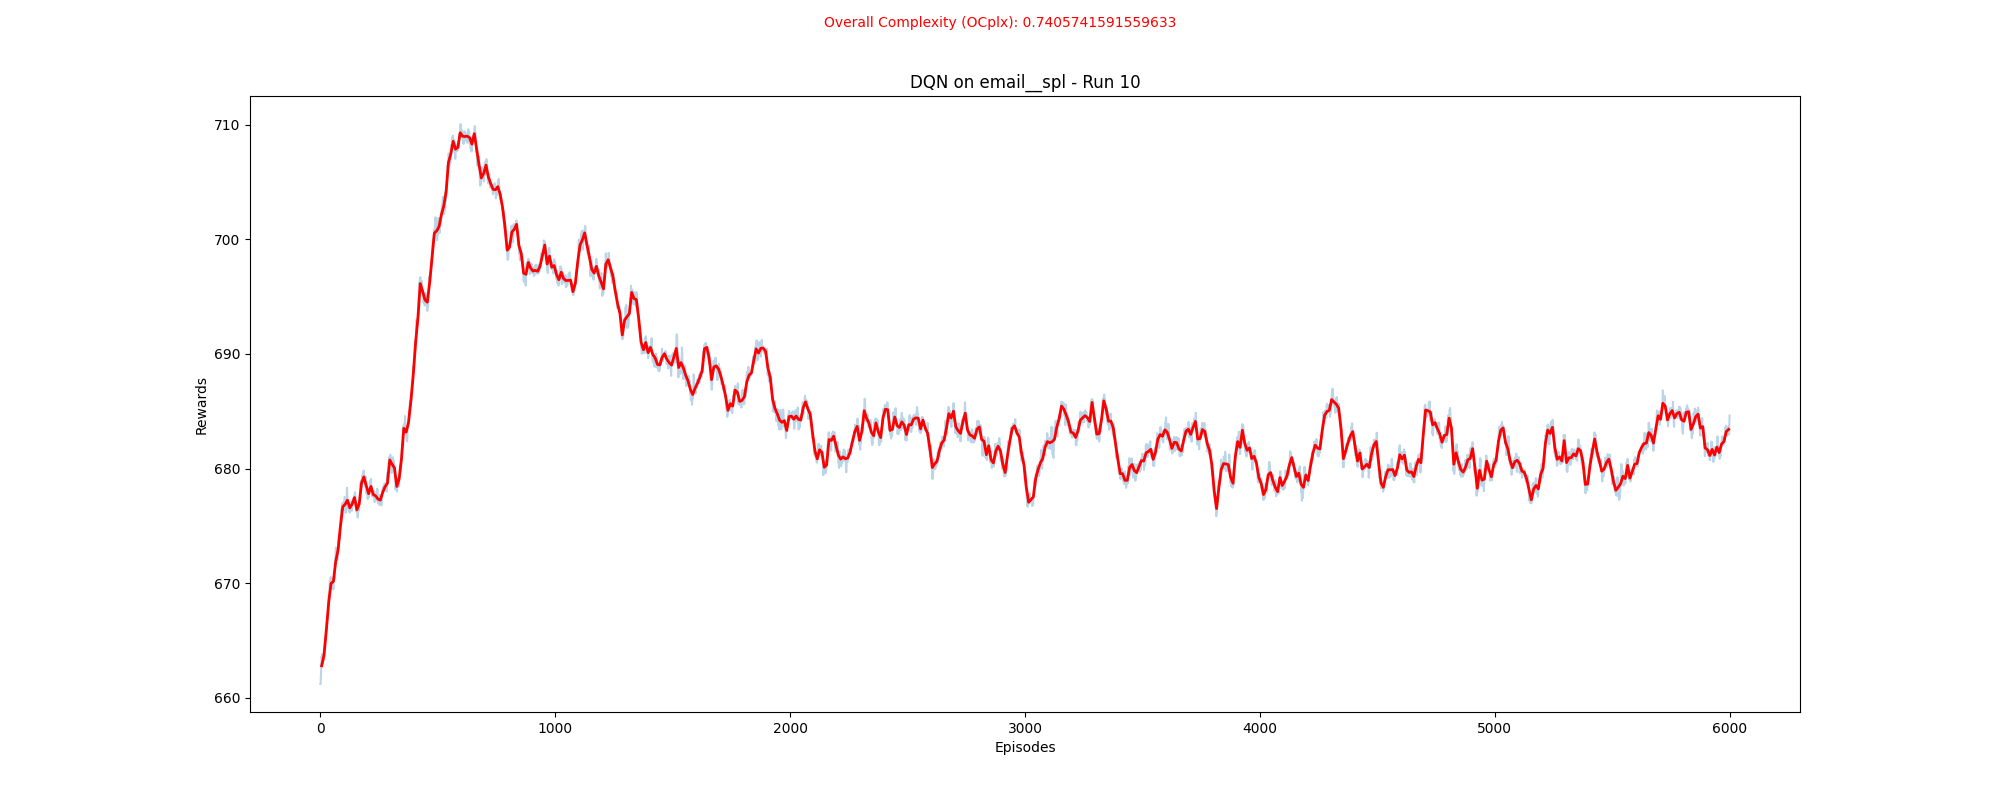 Overall Complexity (OCplx): 0.7405741591559633
DQN on email__spl - Run 10
Rewards
710
700
690
680
670
660
0 1000 2000 3000 4000 5000 6000
Episodes